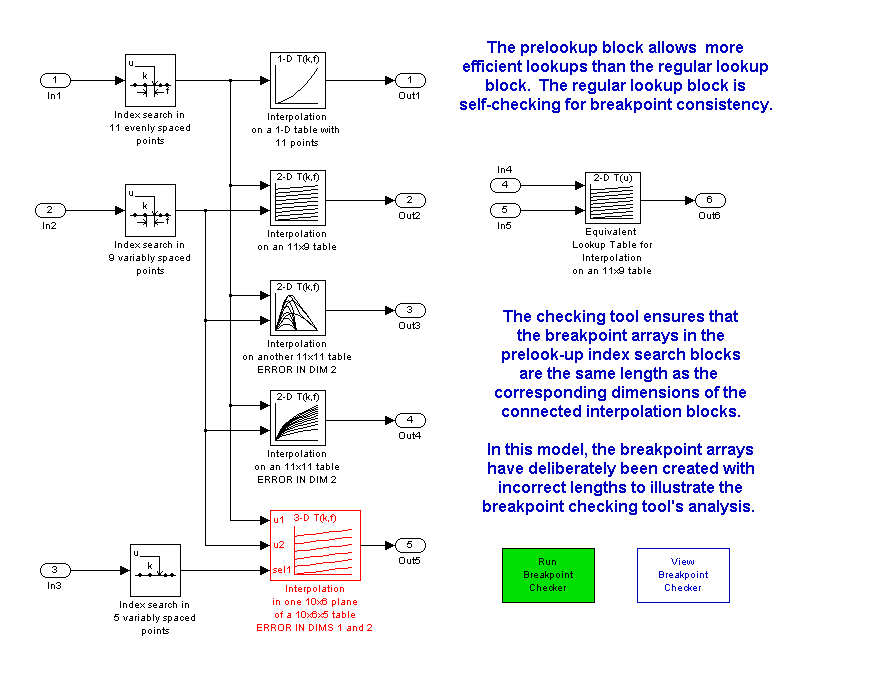 1
In1
u
k
f
Index search in
11 evenly spaced
points
1-D T(k,f)
Interpolation
on a 1-D table with
11 points
1
Out1
2
In2
u
k
f
Index search in
9 variably spaced
points
2-D T(k,f)
Interpolation
on an 11x9 table
2
Out2
2-D T(k,f)
Interpolation
on another 11x11 table
ERROR IN DIM 2
3
Out3
2-D T(k,f)
Interpolation
on an 11x11 table
ERROR IN DIM 2
4
Out4
3
In3
u
k
Index search in
5 variably spaced
points
u1
u2
sel1
3-D T(k,f)
Interpolation
in one 10x6 plane
of a 10x6x5 table
ERROR IN DIMS 1 and 2
5
Out5
The prelookup block allows  more
efficient lookups than the regular lookup
block.  The regular lookup block is
self-checking for breakpoint consistency.
In4
4
5
In5
2-D T(u)
Equivalent
Lookup Table for
Interpolation
on an 11x9 table
6
Out6
The checking tool ensures that
the breakpoint arrays in the
prelook-up index search blocks
are the same length as the
corresponding dimensions of the
connected interpolation blocks.
In this model, the breakpoint arrays
have deliberately been created with
incorrect lengths to illustrate the
breakpoint checking tool's analysis.
Run
Breakpoint
Checker
View
Breakpoint
Checker